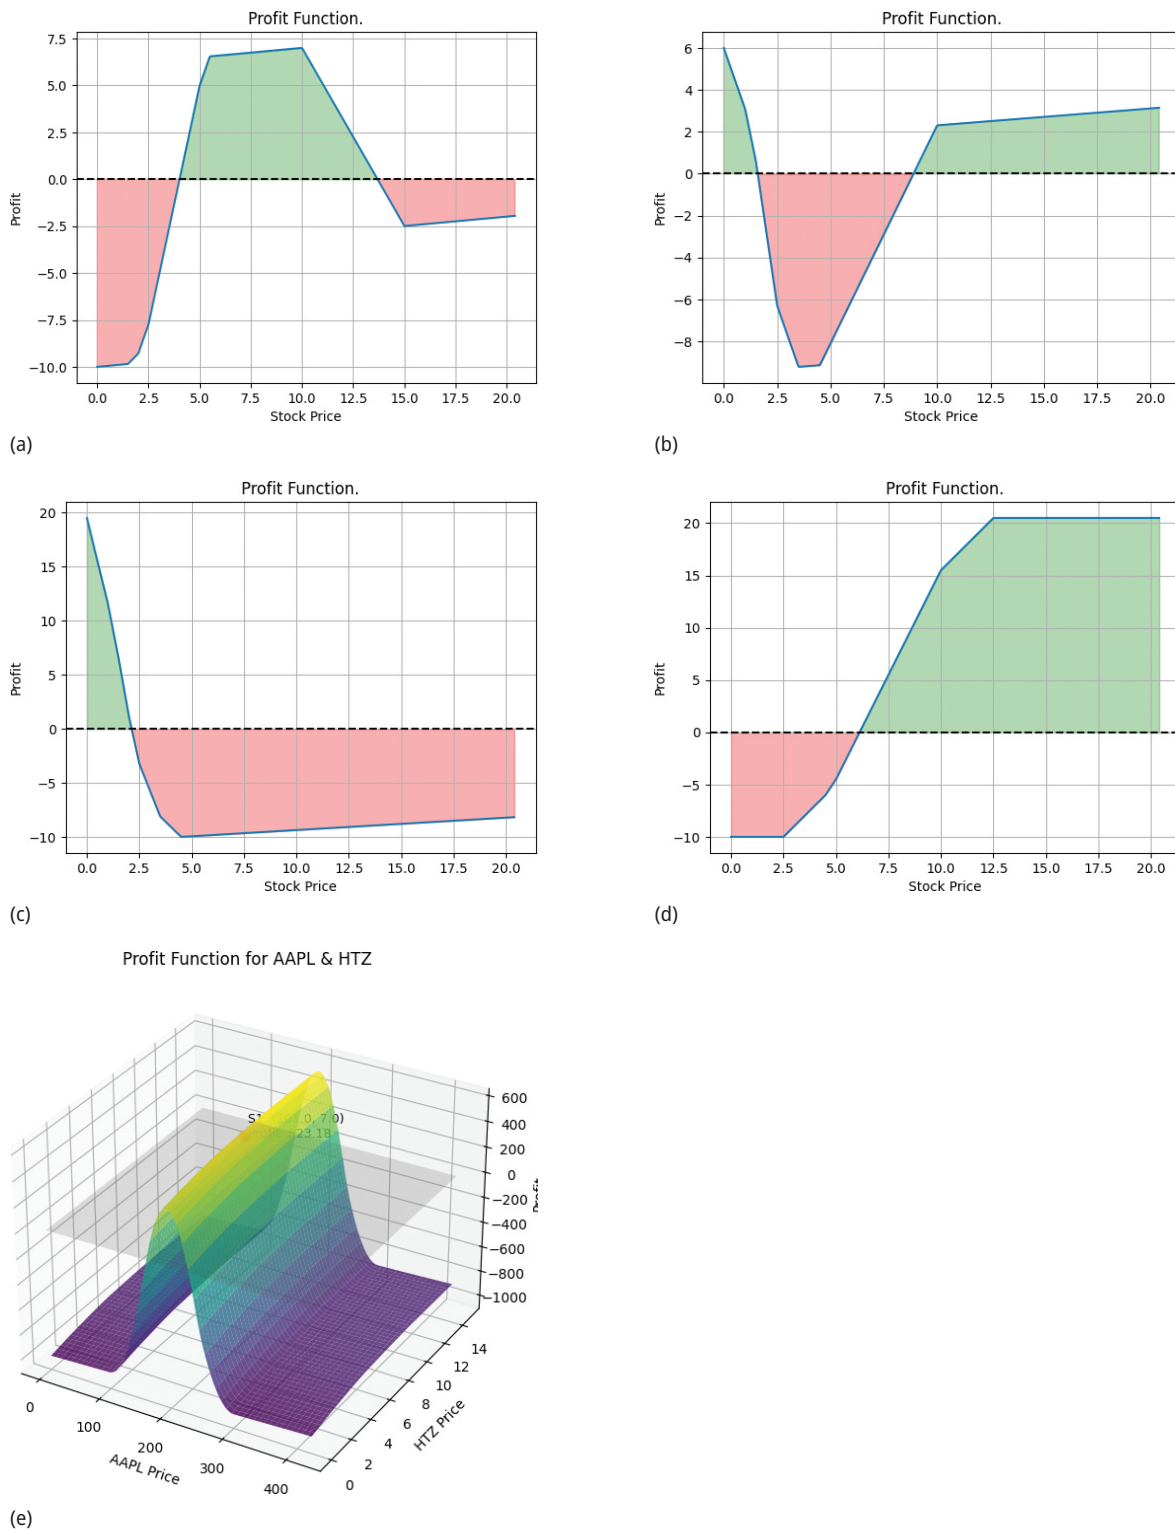 Profit Function.
7.5
5.0
2.5
0.0
−2.5
−5.0
−7.5
−10.0
Profit
0.0 2.5 5.0 7.5 10.0 12.5 15.0 17.5 20.0
Stock Price
(a)
Profit Function.
6
4
2
0
−2
−4
−6
−8
Profit
0.0 2.5 5.0 7.5 10.0 12.5 15.0 17.5 20.0
Stock Price
(b)
Profit Function.
20
15
10
5
0
−5
−10
Profit
0.0 2.5 5.0 7.5 10.0 12.5 15.0 17.5 20.0
Stock Price
(c)
Profit Function.
20
15
10
5
0
−5
−10
Profit
0.0 2.5 5.0 7.5 10.0 12.5 15.0 17.5 20.0
Stock Price
(d)
Profit Function for AAPL & HTZ
600
400
200
0
−200
−400
−600
−800
−1000
Profit
14
12
10
8
6
4
2
0
HTZ Price
0
100
200
300
400
AAPL Price
(e)